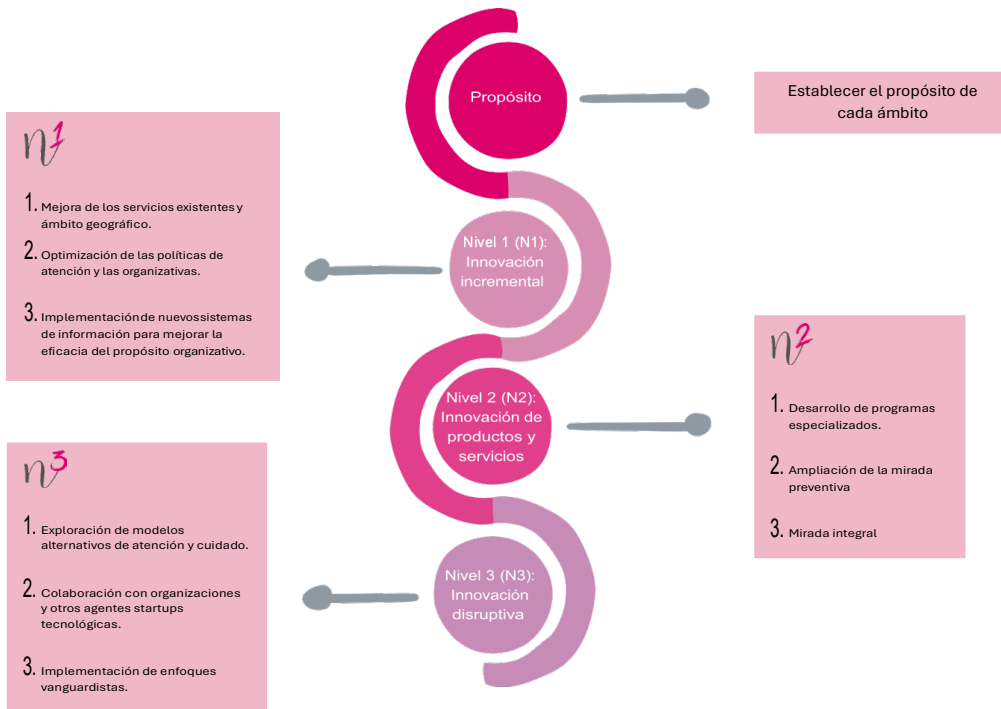 Propósito
Establecer el propósito de
cada ámbito
n1
1. Mejora de los servicios existentes y
ámbito geográfico.
2. Optimización de las políticas de
atención y las organizativas.
3. Implementación de nuevossistemas
de información para mejorar la
eficacia del propósito organizativo.
Nivel 1 (N1):
Innovación
incremental
Nivel 2 (N2):
Innovación de
productos y
servicios
n2
1. Desarrollo de programas
especializados.
2. Ampliación de la mirada
preventiva
3. Mirada integral
n3
1. Exploración de modelos
alternativos de atención y cuidado.
2. Colaboración con organizaciones
y otros agentes startups
tecnológicas.
3. Implementación de enfoques
vanguardistas.
Nivel 3 (N3):
Innovación
disruptiva